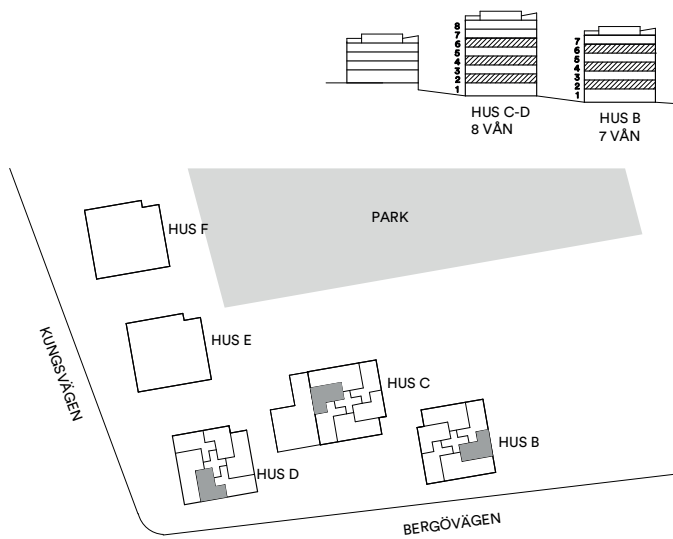 8
7
6
5
4
3
2
1
7
6
5
4
3
2
1
HUS C-D
8 VÅN
HUS B
7 VÅN
PARK
HUS F
HUS E
KUNGSVÄGEN
HUS C
HUS B
HUS D
BERGÖVÄGEN